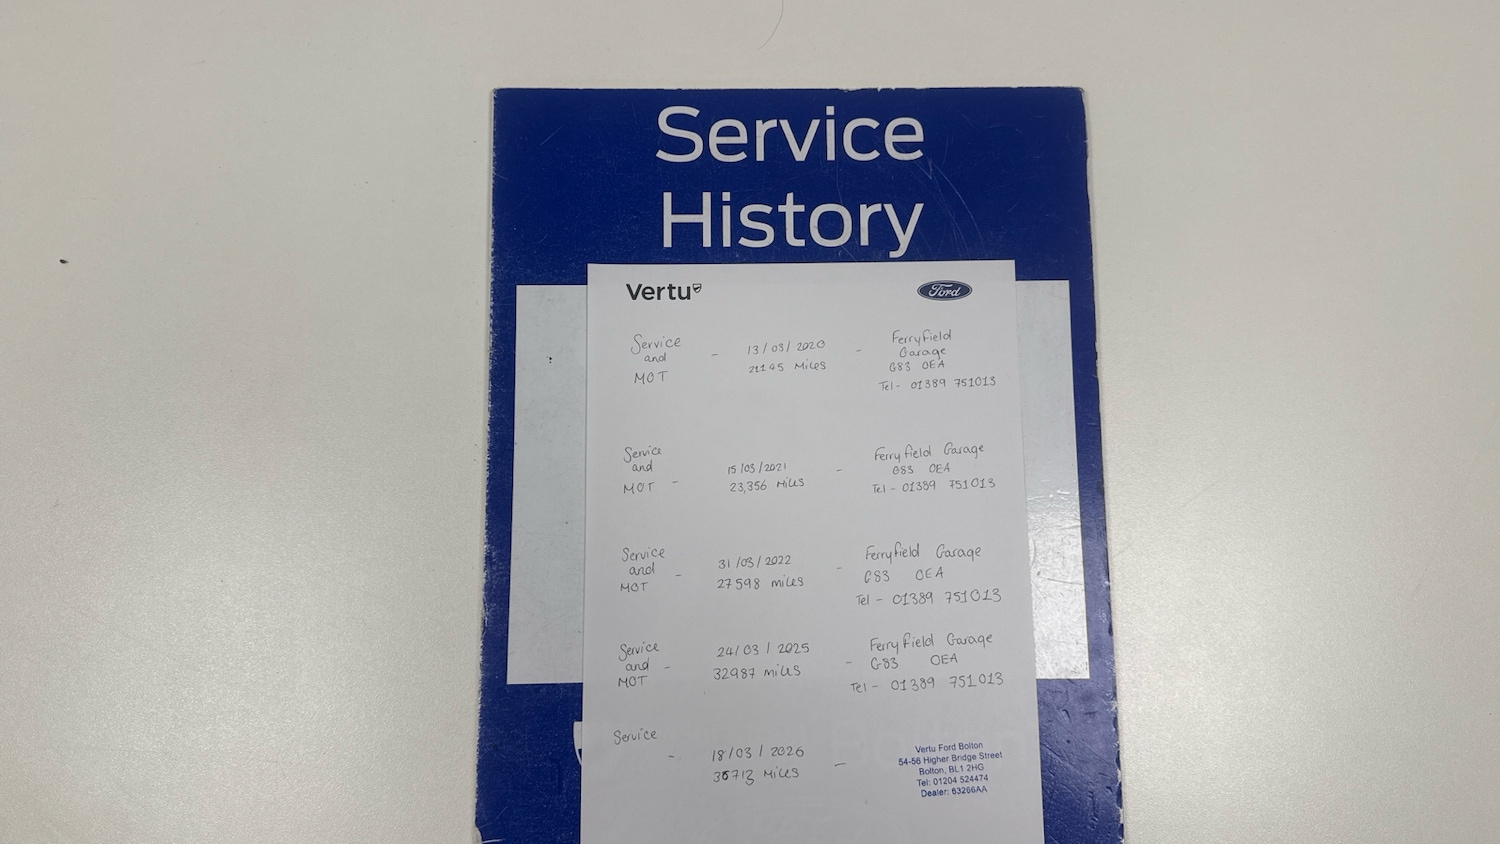 Service
History
Vertu
Ford
Service
and
MOT
-
13/03/2020
21145 Miles
-
Ferryfield
Garage
G83 0EA
Tel- 01389 751013
Service
and
MOT -
15/03/2021
23,356 Miles
-
Ferryfield Garage
G83 0EA
Tel - 01389 751013
Service
and
MOT
-
31/03/2022
27598 miles
-
Ferryfield Garage
G83 0EA
Tel - 01389 751013
Service
and -
MOT
24/03/2025
32987 miles
-
Ferryfield Garage
G83 0EA
Tel - 01389 751013
Service
-
18/03/2026
Miles
-
Vertu Ford Bolton
54-56 Higher Bridge Street
Bolton, BL1 2HG
Tel: 01204 524474
Dealer: 63266AA